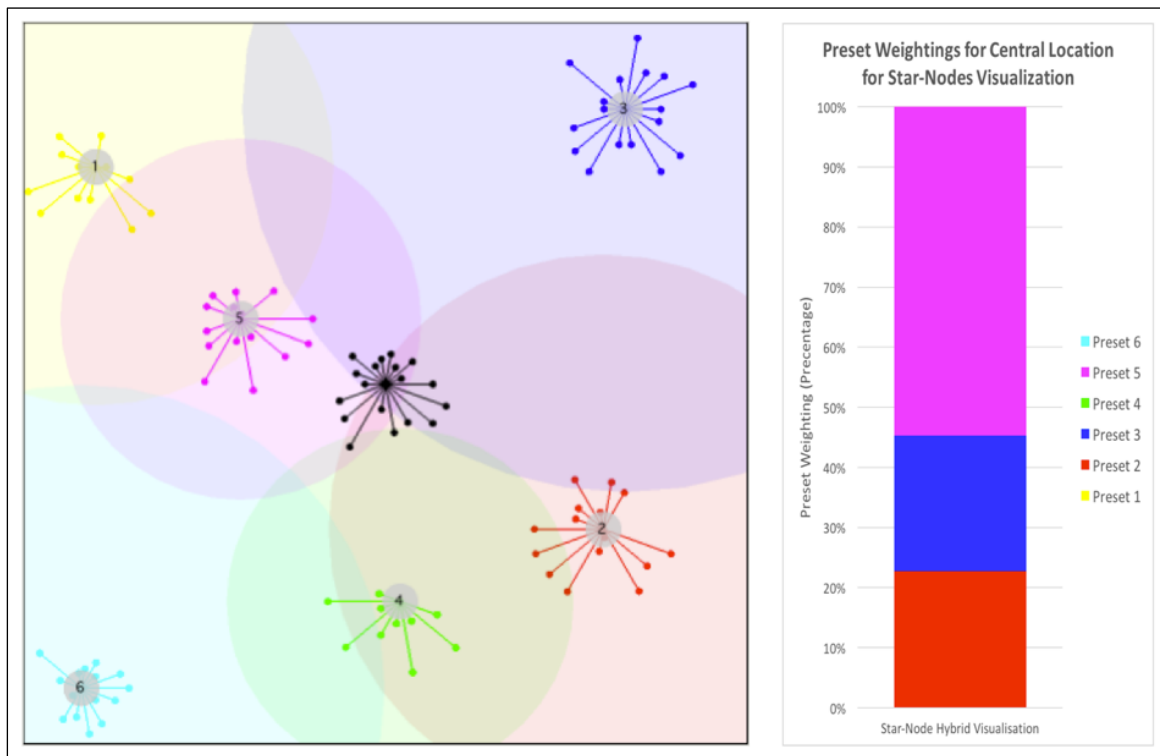 1
3
5
2
4
6
Preset Weightings for Central Location
for Star-Nodes Visualization
Preset Weighting (Precentage)
100%
90%
80%
70%
60%
50%
40%
30%
20%
10%
0%
Star-Node Hybrid Visualisation
Preset 6
Preset 5
Preset 4
Preset 3
Preset 2
Preset 1